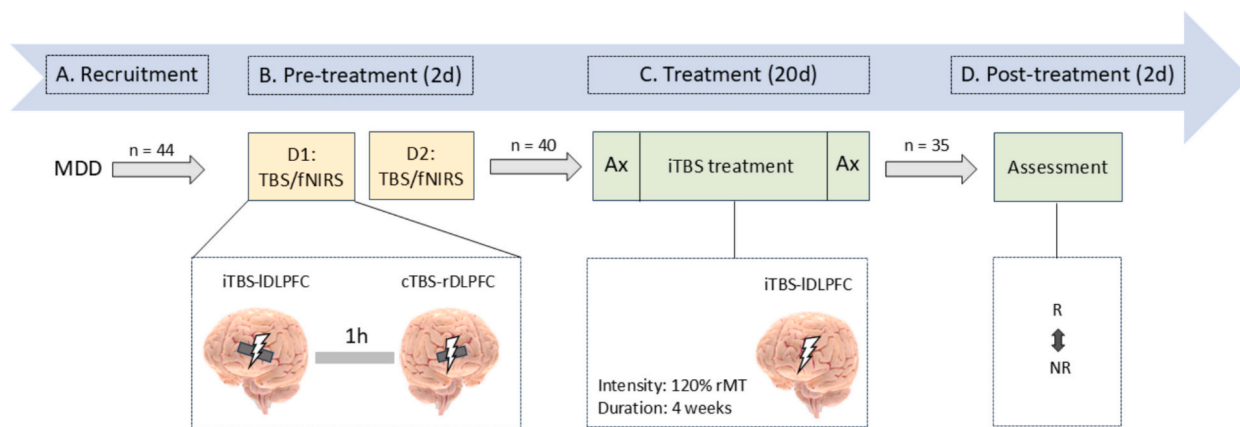 A. Recruitment
B. Pre-treatment (2d)
C. Treatment (20d)
D. Post-treatment (2d)
MDD
n = 44
D1:
TBS/fNIRS
D2:
TBS/fNIRS
n = 40
Ax
iTBS treatment
Ax
n = 35
Assessment
iTBS-lDLPFC
cTBS-rDLPFC
1h
iTBS-lDLPFC
Intensity: 120% rMT
Duration: 4 weeks
R
NR